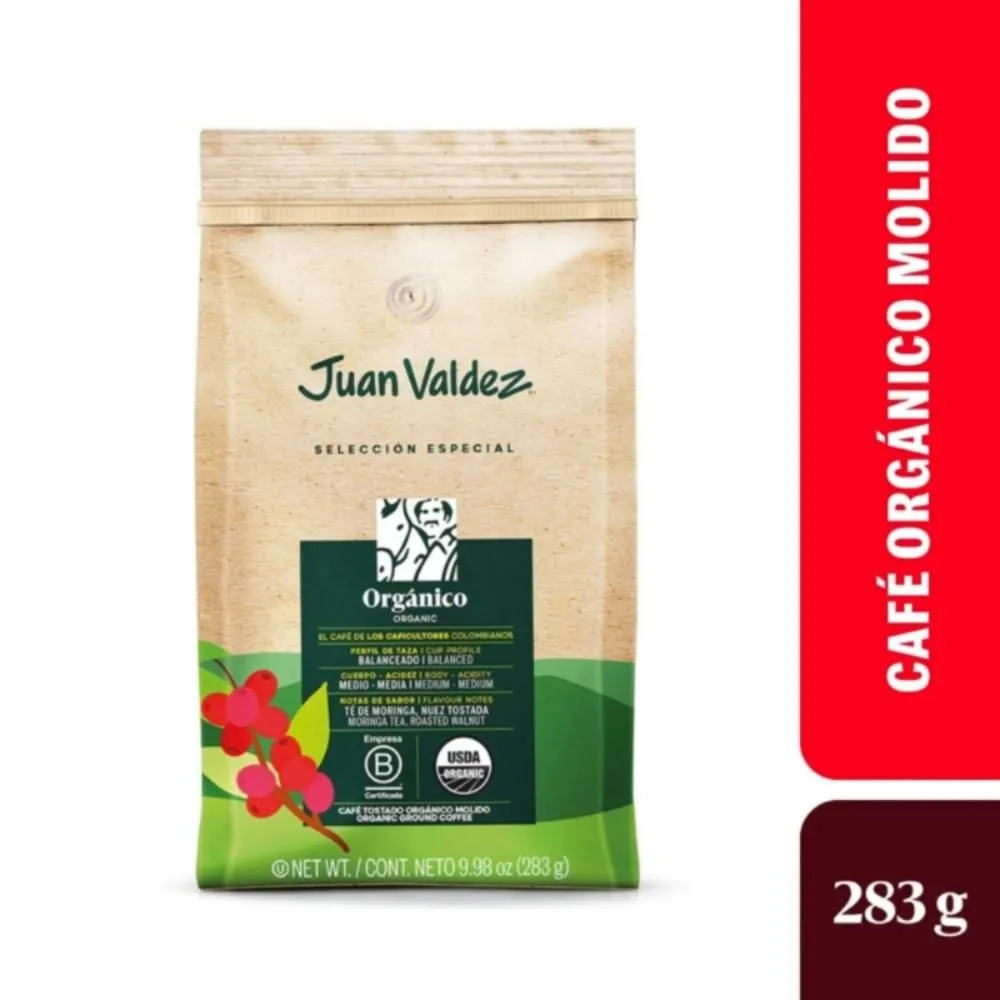 Juan Valdez
SELECCIÓN ESPECIAL
Orgánico
ORGANIC
EL CAFÉ DE LOS CAFICULTORES COLOMBIANOS
PERFIL DE TAZA | CUP PROFILE
BALANCEADO | BALANCED
CUERPO - ACIDEZ | BODY - ACIDITY
MEDIO - MEDIA | MEDIUM - MEDIUM
NOTAS DE SABOR | FLAVOUR NOTES
TÉ DE MORINGA, NUEZ TOSTADA
MORINGA TEA, ROASTED WALNUT
Empresa
B
Certificada
USDA
ORGANIC
CAFÉ TOSTADO ORGÁNICO MOLIDO
ORGANIC GROUND COFFEE
U NET WT. / CONT. NETO 9.98 oz (283 g)
CAFÉ ORGÁNICO MOLIDO
283 g